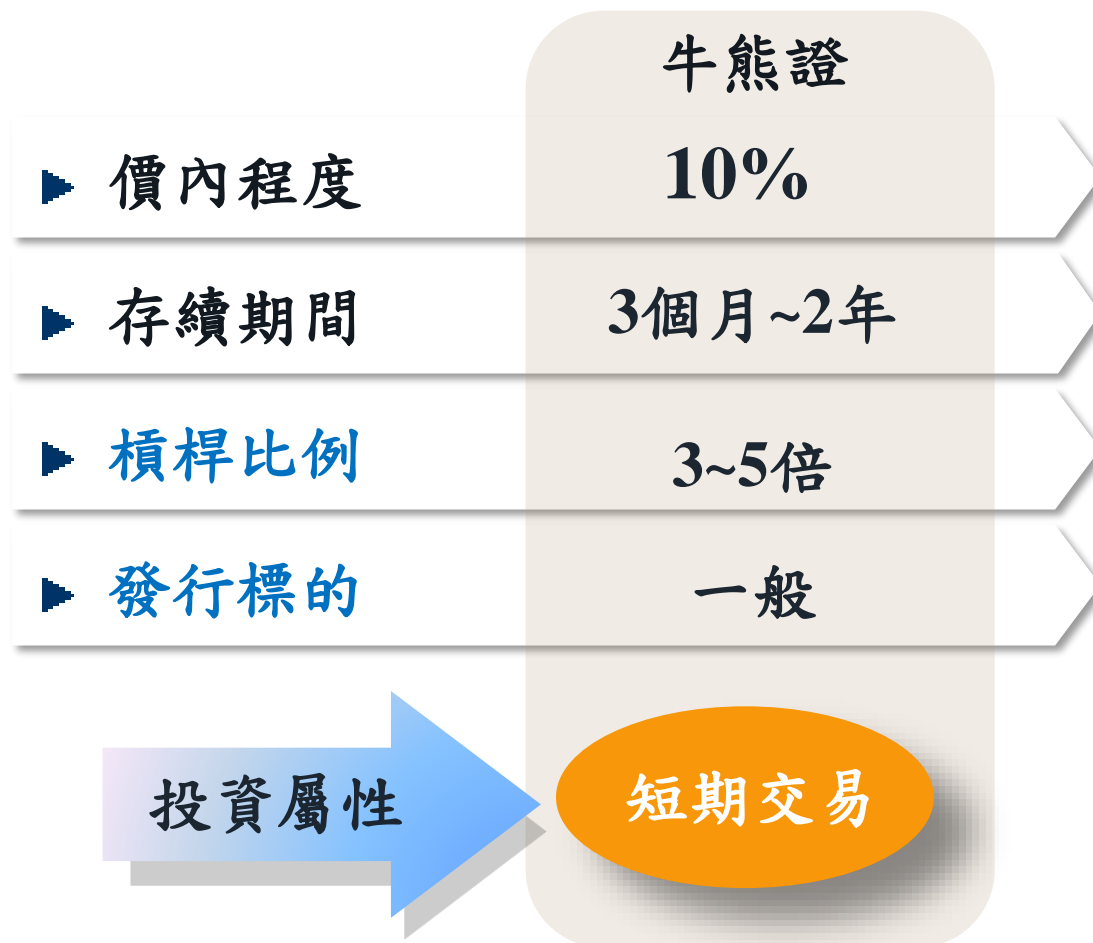 牛熊證
價內程度 10%
存續期間 3個月~2年
槓桿比例 3~5倍
發行標的 一般
投資屬性 短期交易